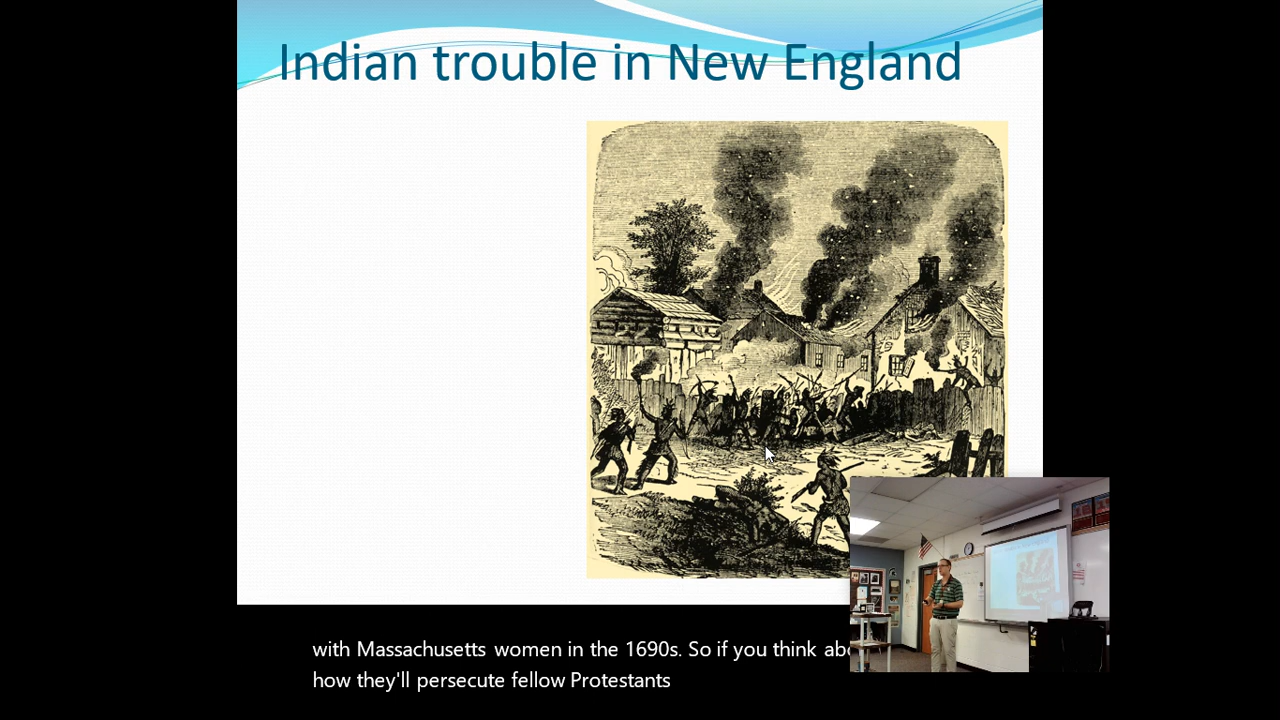 Indian trouble in New England
with Massachusetts women in the 1690s. So if you think
how they'll persecute fellow Protestants